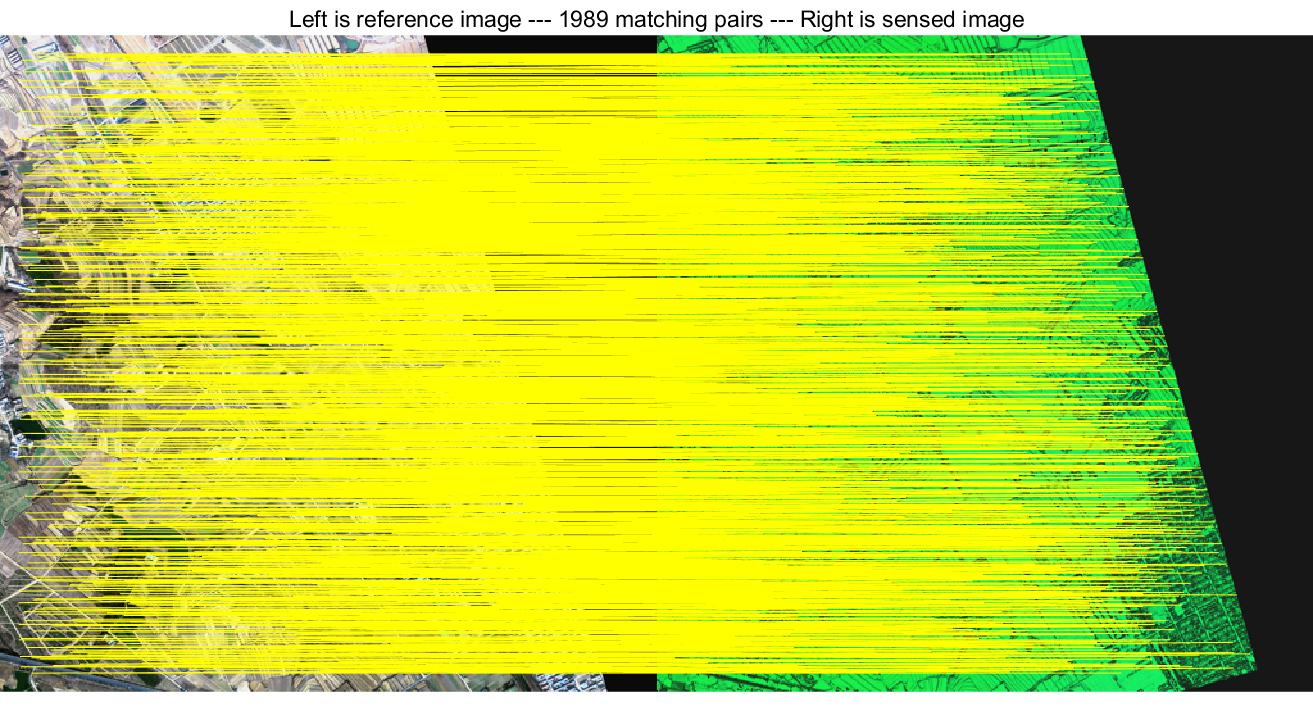 Left is reference image --- 1989 matching pairs --- Right is sensed image